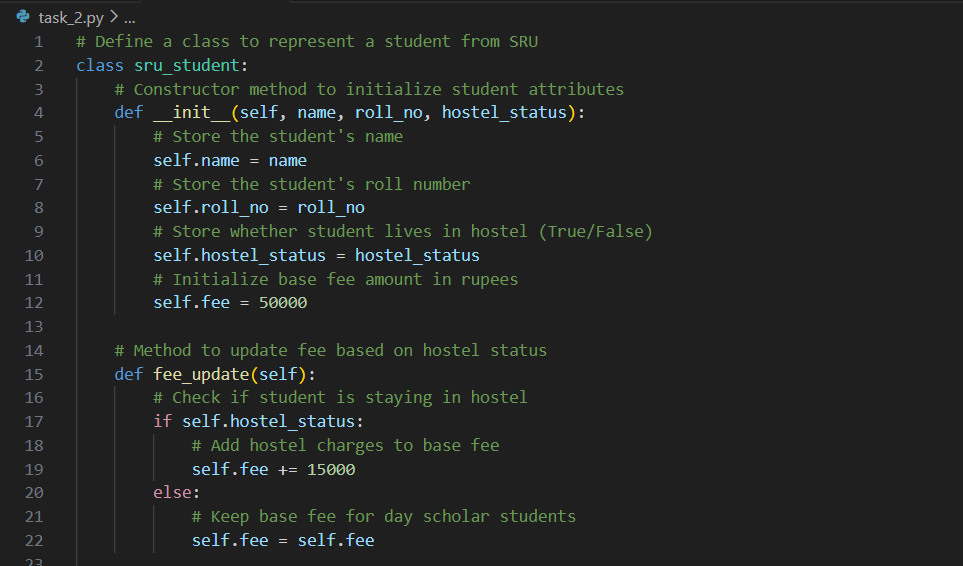 task_2.py > ...
1 # Define a class to represent a student from SRU
2 class sru_student:
3     # Constructor method to initialize student attributes
4     def __init__(self, name, roll_no, hostel_status):
5         # Store the student's name
6         self.name = name
7         # Store the student's roll number
8         self.roll_no = roll_no
9         # Store whether student lives in hostel (True/False)
10         self.hostel_status = hostel_status
11         # Initialize base fee amount in rupees
12         self.fee = 50000
13
14     # Method to update fee based on hostel status
15     def fee_update(self):
16         # Check if student is staying in hostel
17         if self.hostel_status:
18             # Add hostel charges to base fee
19             self.fee += 15000
20         else:
21             # Keep base fee for day scholar students
22             self.fee = self.fee
23